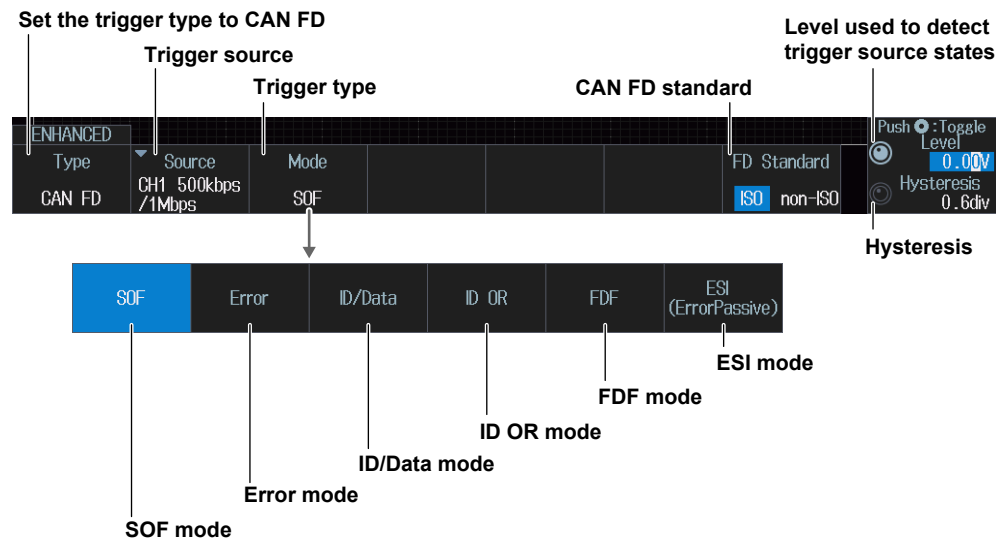 Set the trigger type to CAN FD
Level used to detect
trigger source states
Trigger source
Trigger type
CAN FD standard
ENHANCED
Type
CAN FD
Source
CH1 500kbps
/1Mbps
Mode
SOF
FD Standard
ISO non-ISO
Push :Toggle
Level
0.00V
Hysteresis
0.6div
Hysteresis
SOF
Error
ID/Data
ID OR
FDF
ESI
(ErrorPassive)
ESI mode
FDF mode
ID OR mode
ID/Data mode
Error mode
SOF mode